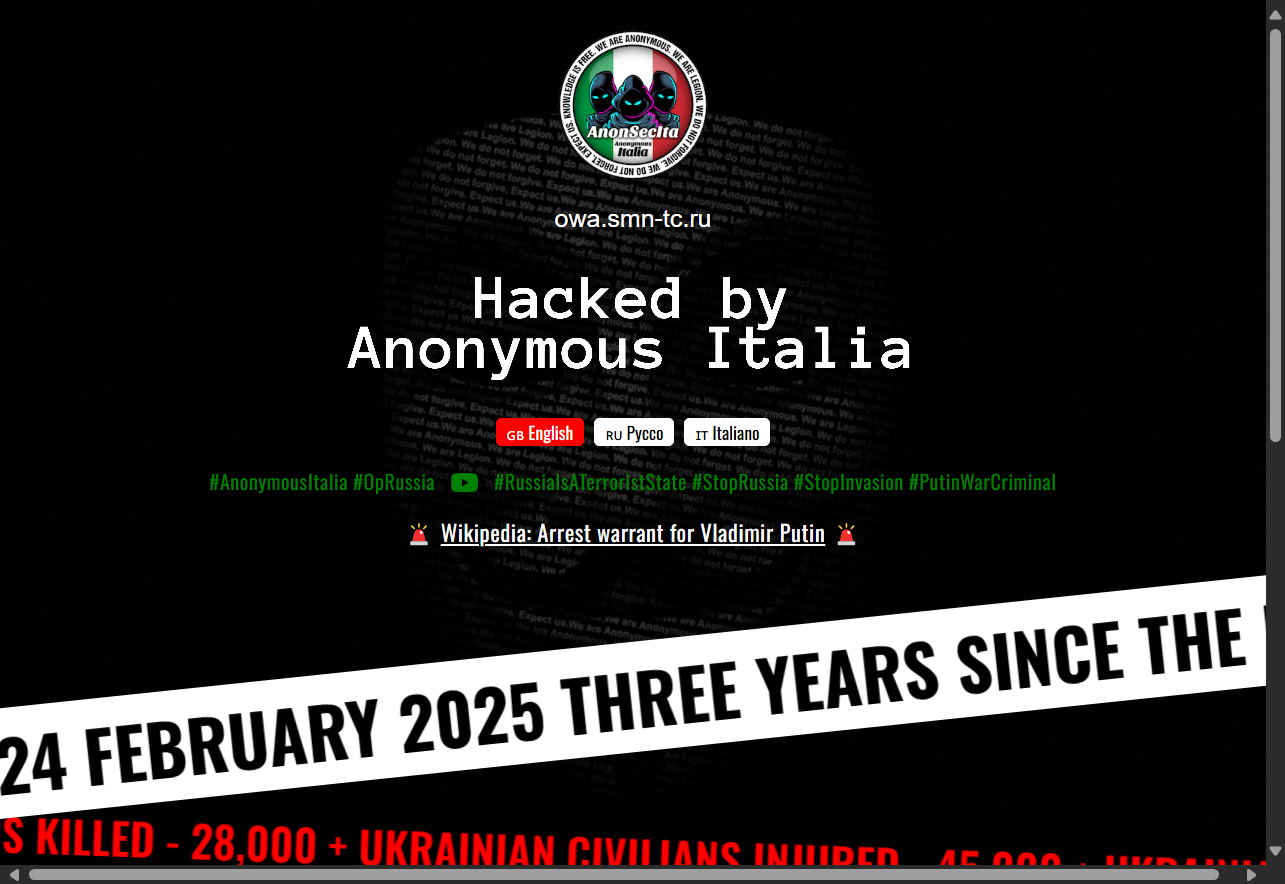 WE ARE ANONYMOUS. WE ARE LEGION. WE DO NOT FORGIVE. WE DO NOT FORGET. EXPECT US. KNOWLEDGE IS FREE.
AnonSecIta
Anonymous
Italia
owa.smn-tc.ru
Hacked by
Anonymous Italia
GB English
RU Русско
IT Italiano
#AnonymousItalia #OpRussia #RussiaIsATerroristState #StopRussia #StopInvasion #PutinWarCriminal
Wikipedia: Arrest warrant for Vladimir Putin
24 FEBRUARY 2025 THREE YEARS SINCE THE
S KILLED - 28,000 + UKRAINIAN CIVILIANS INJURED - 45,000 +